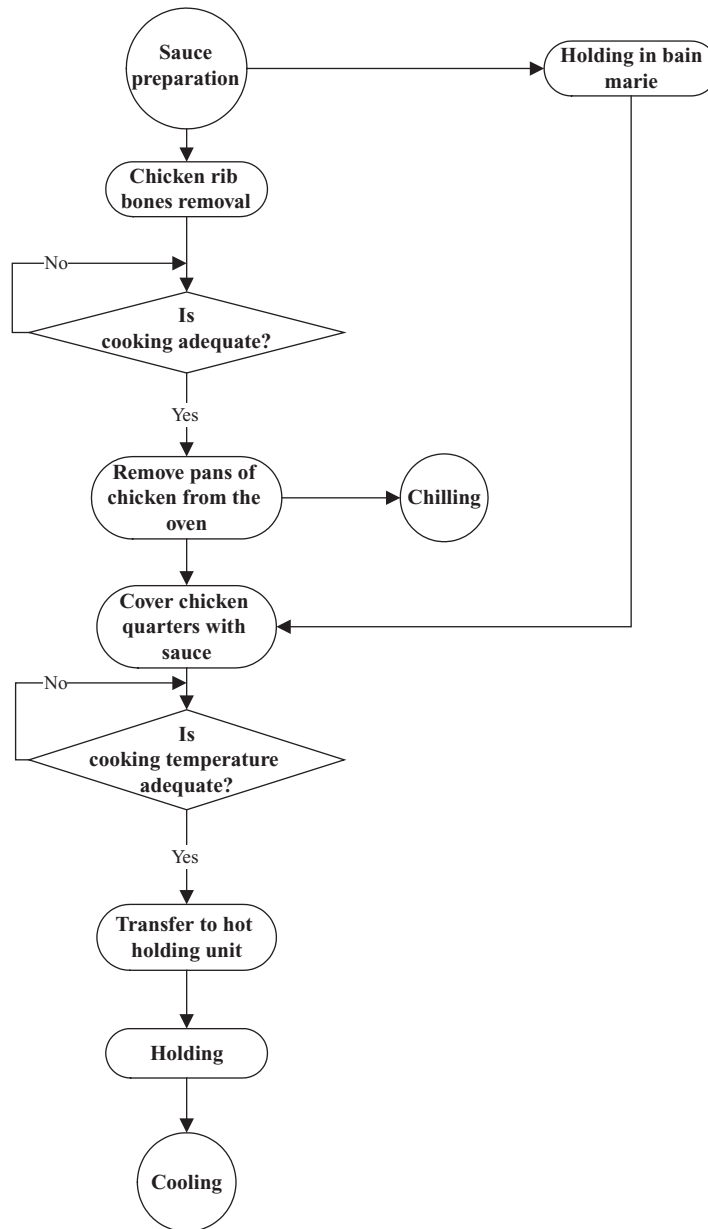 Sauce
preparation
Holding in bain
marie
Chicken rib
bones removal
No
Is
cooking adequate?
Yes
Remove pans of
chicken from the
oven
Chilling
Cover chicken
quarters with
sauce
No
Is
cooking temperature
adequate?
Yes
Transfer to hot
holding unit
Holding
Cooling